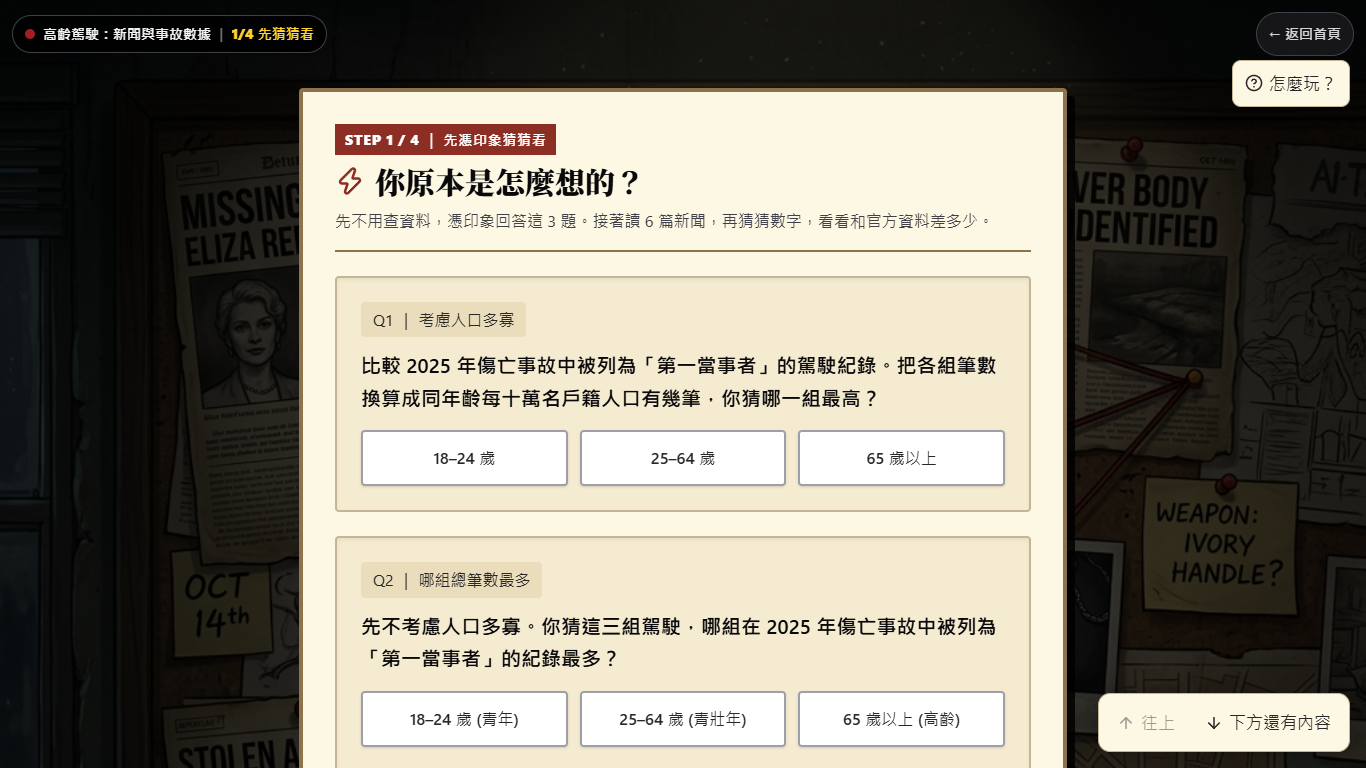 高齡駕駛：新聞與事故數據 | 1/4 先猜猜看
← 返回首頁
怎麼玩？
STEP 1 / 4 | 先憑印象猜猜看
你原本是怎麼想的？
先不用查資料，憑印象回答這 3 題。接著讀 6 篇新聞，再猜猜數字，看看和官方資料差多少。
Q1 | 考慮人口多寡
比較 2025 年傷亡事故中被列為「第一當事者」的駕駛紀錄。把各組筆數
換算成同年齡每十萬名戶籍人口有幾筆，你猜哪一組最高？
18–24 歲
25–64 歲
65 歲以上
Q2 | 哪組總筆數最多
先不考慮人口多寡。你猜這三組駕駛，哪組在 2025 年傷亡事故中被列為
「第一當事者」的紀錄最多？
18–24 歲 (青年)
25–64 歲 (青壯年)
65 歲以上 (高齡)
↑ 往上
↓ 下方還有內容
MISSING
ELIZA
OCT
14th
STOLEN
VER BODY
DENTIFIED
WEAPON:
IVORY
HANDLE?